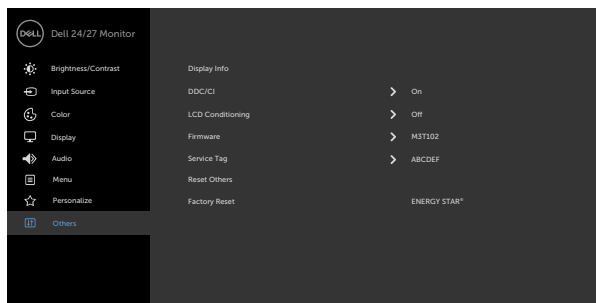 DELL Dell 24/27 Monitor
Brightness/Contrast Display Info
Input Source DDC/CI On
Color LCD Conditioning Off
Display Firmware M3T102
Audio Service Tag ABCDEF
Menu Reset Others
Personalize Factory Reset ENERGY STAR®
Others